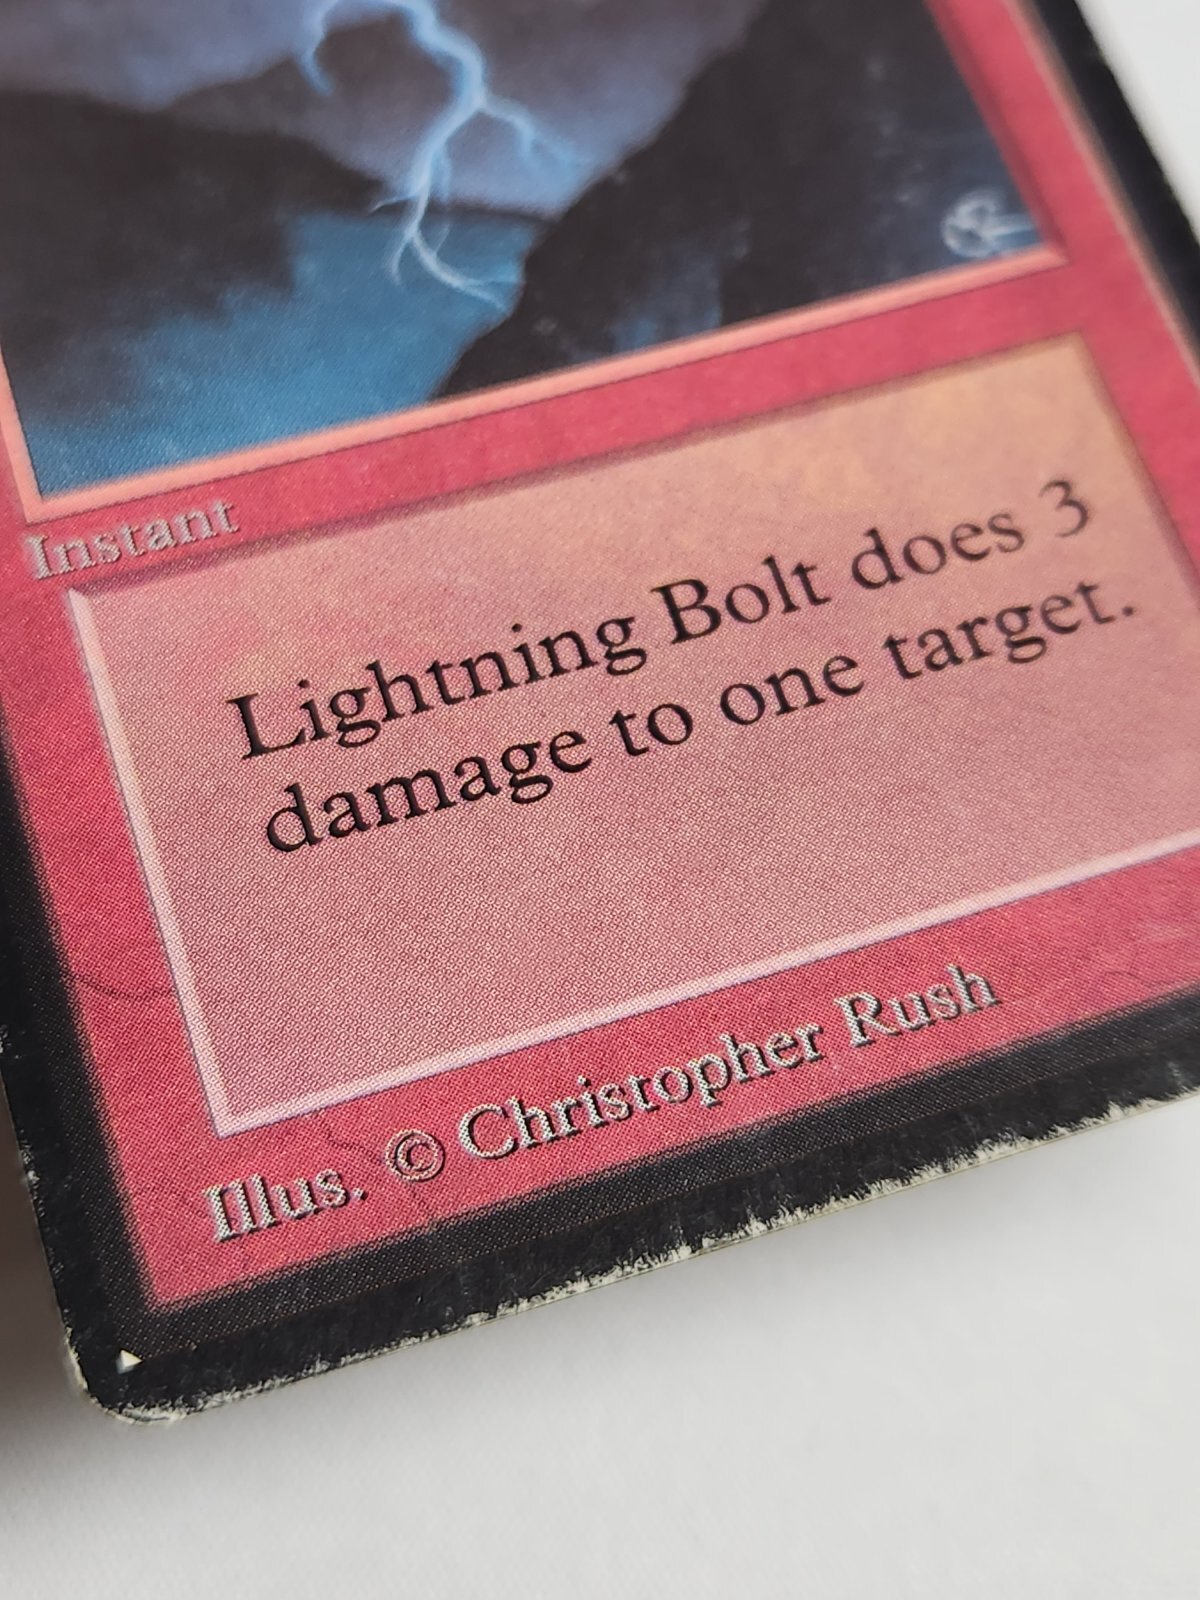 Instant
Lightning Bolt does 3
damage to one target.
Illus. © Christopher Rush